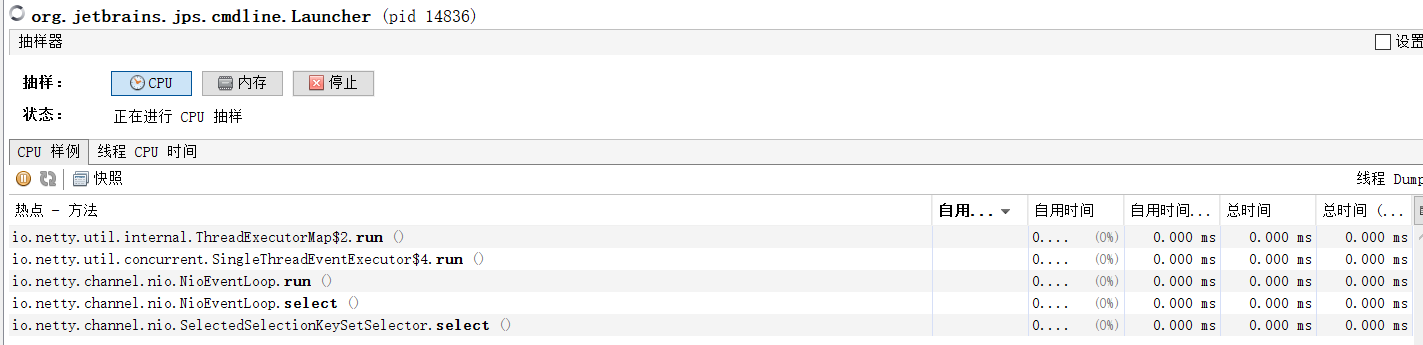 org.jetbrains.jps.cmdline.Launcher (pid 14836)
抽样器 设置
抽样： CPU 内存 停止
状态： 正在进行 CPU 抽样
CPU 样例 线程 CPU 时间
快照 线程 Dump
热点 - 方法 自用... 自用时间 自用时间... 总时间 总时间 (...
io.netty.util.internal.ThreadExecutorMap$2.run () 0.... (0%) 0.000 ms 0.000 ms 0.000 ms
io.netty.util.concurrent.SingleThreadEventExecutor$4.run () 0.... (0%) 0.000 ms 0.000 ms 0.000 ms
io.netty.channel.nio.NioEventLoop.run () 0.... (0%) 0.000 ms 0.000 ms 0.000 ms
io.netty.channel.nio.NioEventLoop.select () 0.... (0%) 0.000 ms 0.000 ms 0.000 ms
io.netty.channel.nio.SelectedSelectionKeySetSelector.select () 0.... (0%) 0.000 ms 0.000 ms 0.000 ms